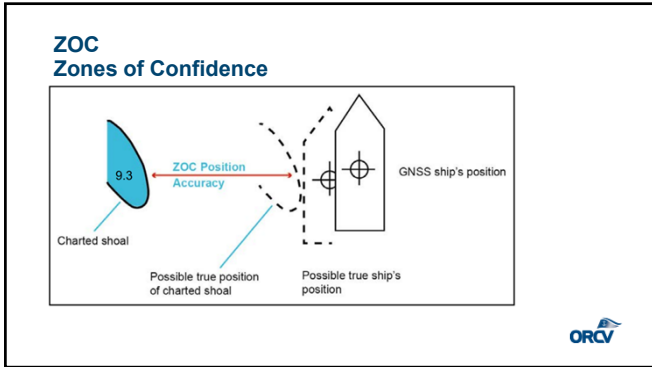 ZOC
Zones of Confidence
9.3
ZOC Position
Accuracy
GNSS ship's position
Charted shoal
Possible true position
of charted shoal
Possible true ship's
position
ORCV